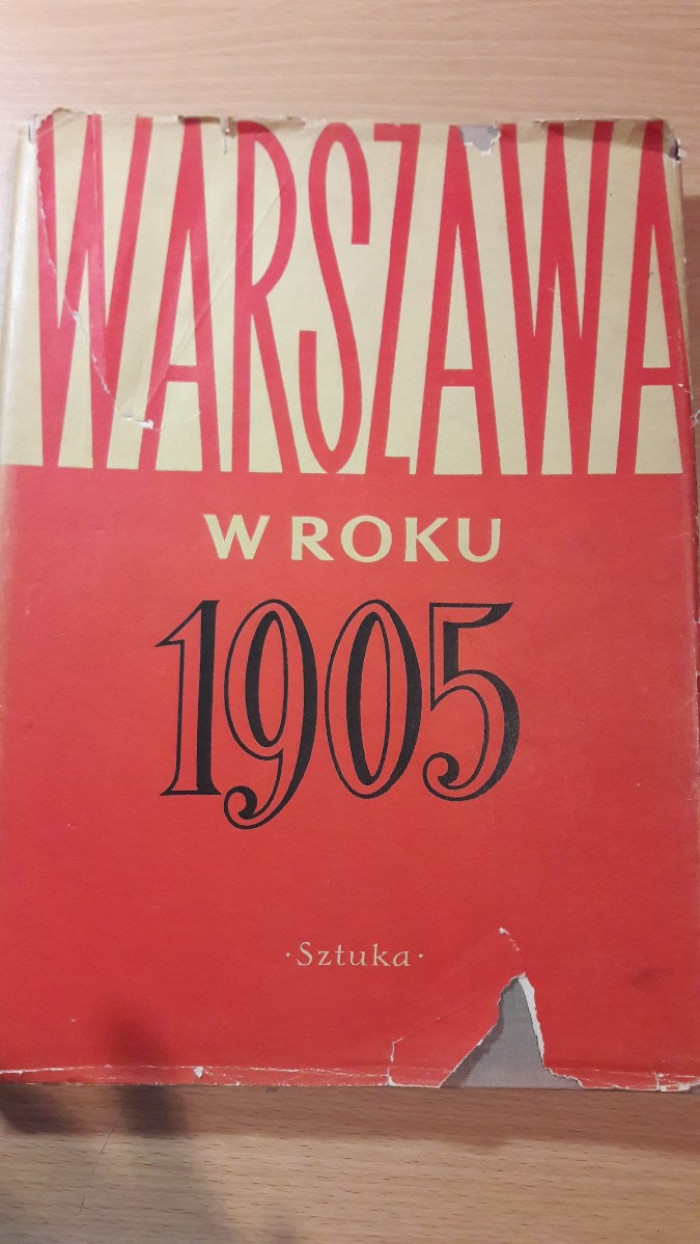 WARSZAWA
W ROKU
1905
·Sztuka·